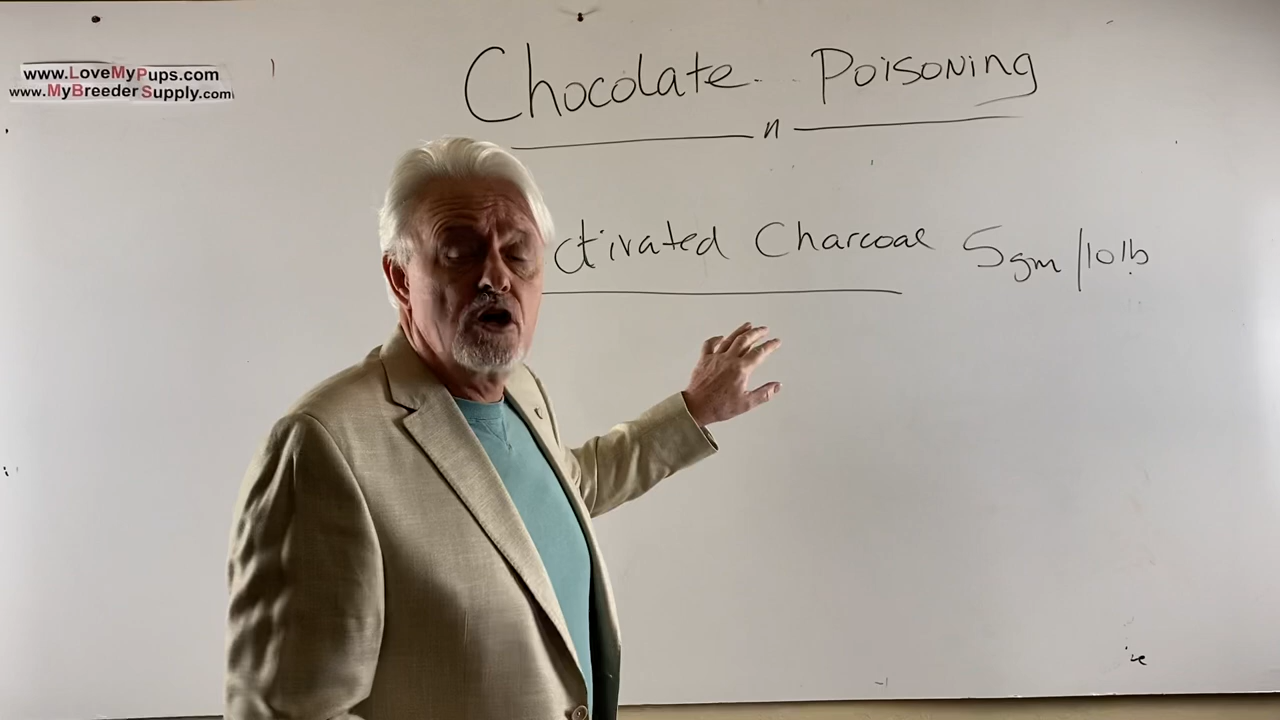 www.LoveMyPups.com
www.MyBreederSupply.com
Chocolate Poisoning
n
ctivated Charcoal 5gm/10lb